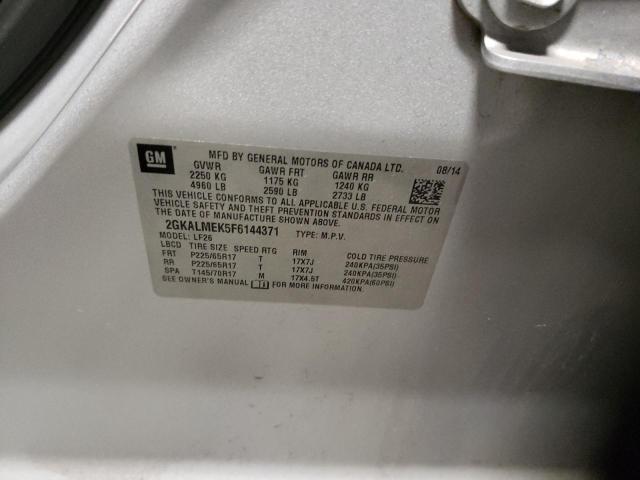 GM
MFD BY GENERAL MOTORS OF CANADA LTD. 08/14
GVWR GAWR FRT GAWR RR
2250 KG 1175 KG 1240 KG
4960 LB 2590 LB 2733 LB
THIS VEHICLE CONFORMS TO ALL APPLICABLE U.S. FEDERAL MOTOR
VEHICLE SAFETY, BUMPER, AND THEFT PREVENTION STANDARDS IN EFFECT ON
THE DATE OF MANUFACTURE SHOWN ABOVE.
2GKALMEK5F6144371 TYPE: M.P.V.
MODEL: LF26
LBCD TIRE SIZE SPEED RTG RIM COLD TIRE PRESSURE
FRT P225/65R17 T 17X7J 240KPA(35PSI)
RR P225/65R17 T 17X7J 240KPA(35PSI)
SPA T145/70R17 M 17X4.5T 420KPA(60PSI)
SEE OWNER'S MANUAL FOR MORE INFORMATION.